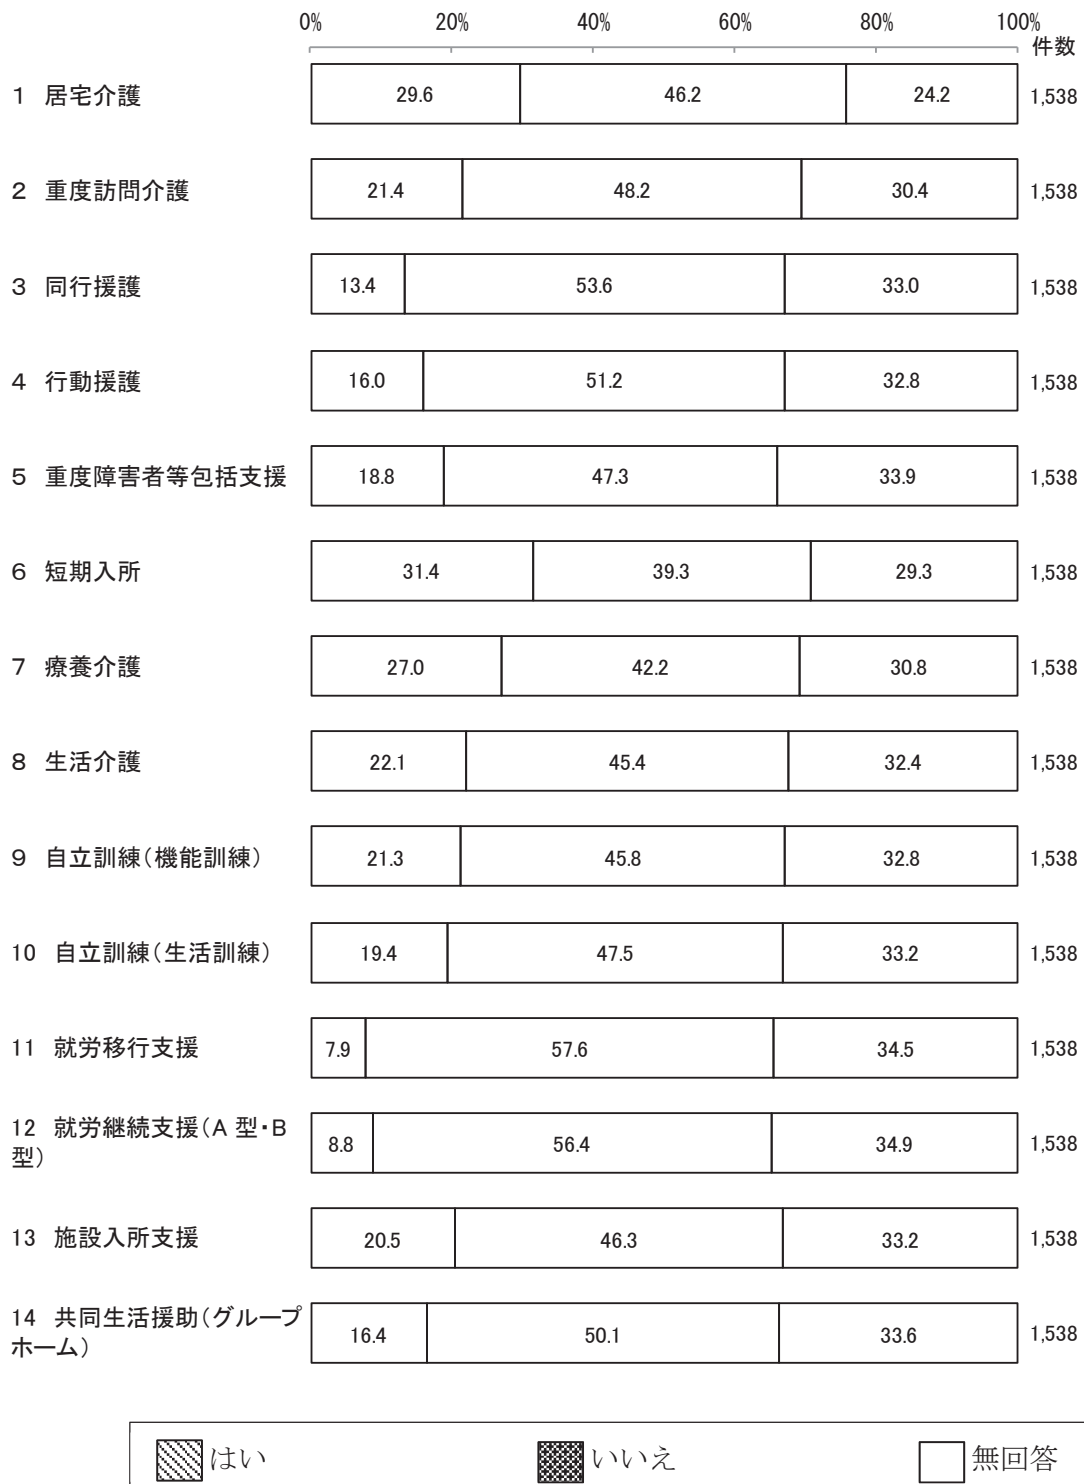 0% 20% 40% 60% 80% 100%
件数
1 居宅介護 29.6 46.2 24.2 1,538
2 重度訪問介護 21.4 48.2 30.4 1,538
3 同行援護 13.4 53.6 33.0 1,538
4 行動援護 16.0 51.2 32.8 1,538
5 重度障害者等包括支援 18.8 47.3 33.9 1,538
6 短期入所 31.4 39.3 29.3 1,538
7 療養介護 27.0 42.2 30.8 1,538
8 生活介護 22.1 45.4 32.4 1,538
9 自立訓練(機能訓練) 21.3 45.8 32.8 1,538
10 自立訓練(生活訓練) 19.4 47.5 33.2 1,538
11 就労移行支援 7.9 57.6 34.5 1,538
12 就労継続支援(A 型・B
型) 8.8 56.4 34.9 1,538
13 施設入所支援 20.5 46.3 33.2 1,538
14 共同生活援助(グループ
ホーム) 16.4 50.1 33.6 1,538
はい いいえ 無回答